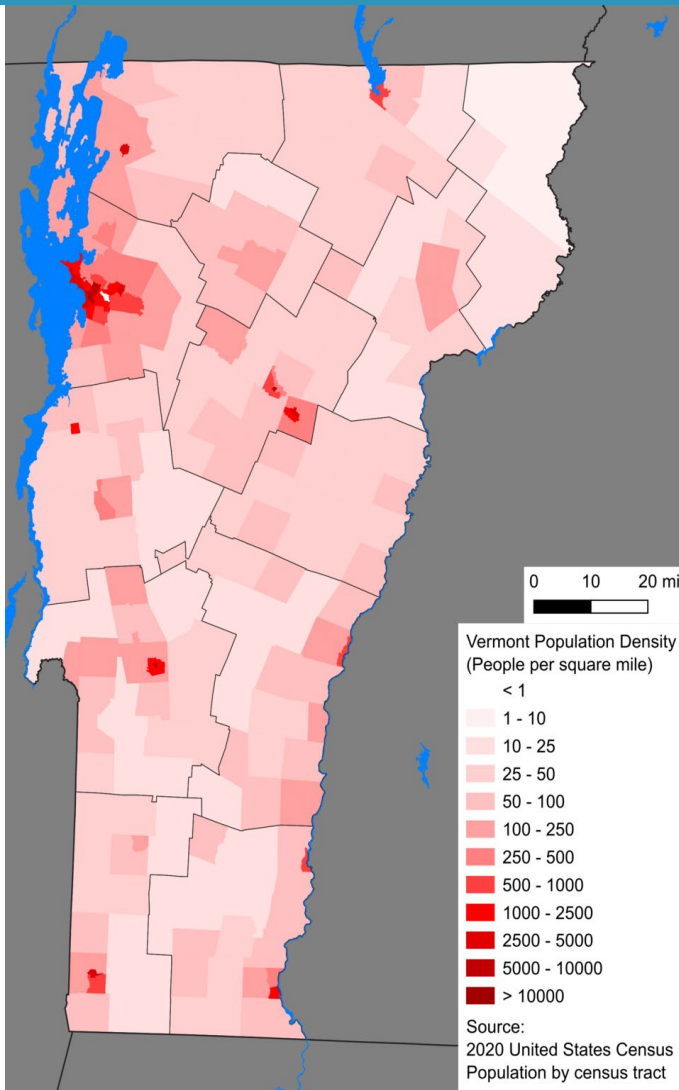 0 10 20 mi
Vermont Population Density
(People per square mile)
< 1
1 - 10
10 - 25
25 - 50
50 - 100
100 - 250
250 - 500
500 - 1000
1000 - 2500
2500 - 5000
5000 - 10000
> 10000
Source:
2020 United States Census
Population by census tract